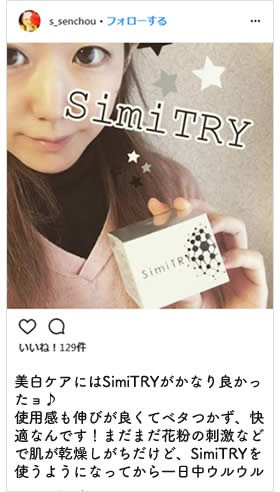 s_senchou・フォローする
SimiTRY
SimiTRY
いいね！129件
美白ケアにはSimiTRYがかなり良かっ
たョ♪
使用感も伸びが良くてベタつかず、快
適なんです！まだまだ花粉の刺激など
で肌が乾燥しがちだけど、SimiTRYを
使うようになってから一日中ウルウル